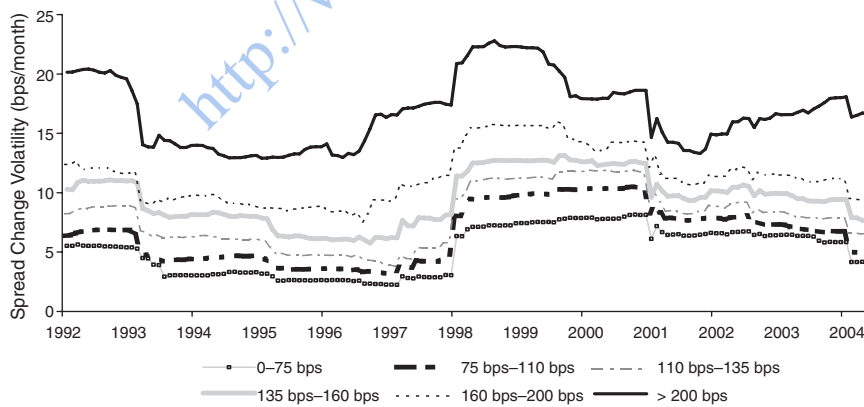 Spread Change Volatility (bps/month)
25
20
15
10
5
0
1992 1993 1994 1995 1996 1997 1998 1999 2000 2001 2002 2003 2004
0–75 bps 75 bps–110 bps 110 bps–135 bps
135 bps–160 bps 160 bps–200 bps > 200 bps
http://